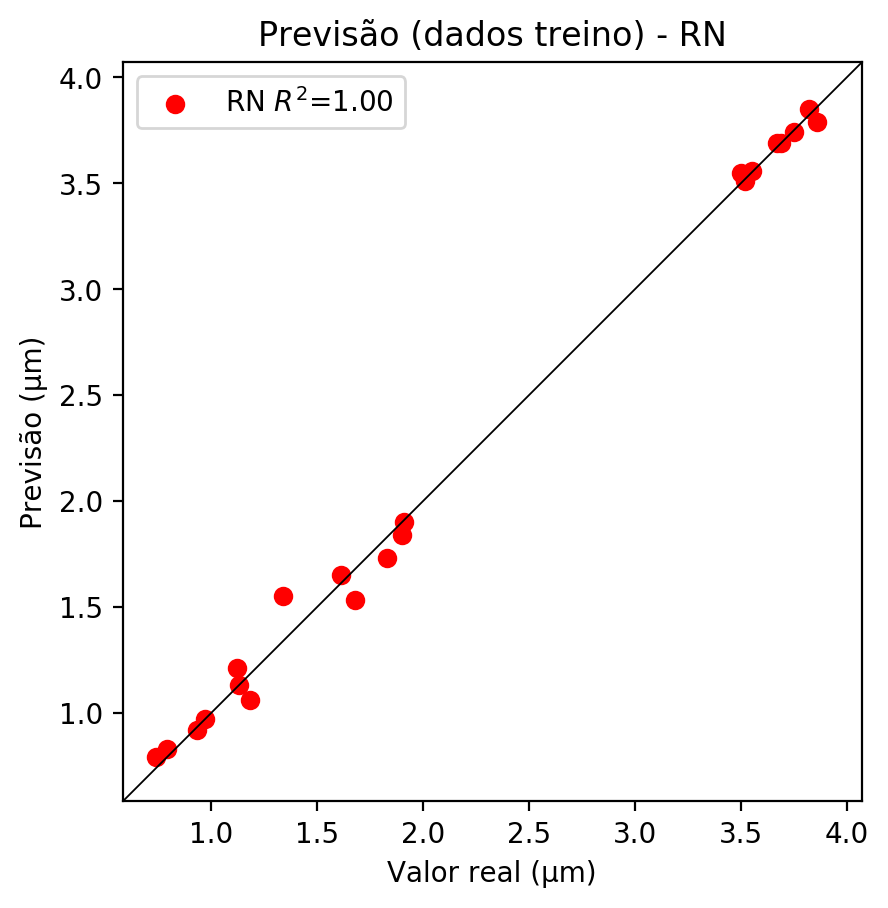 Previsão (dados treino) - RN
RN R²=1.00
4.0
3.5
3.0
2.5
2.0
1.5
1.0
Previsão (µm)
1.0 1.5 2.0 2.5 3.0 3.5 4.0
Valor real (µm)